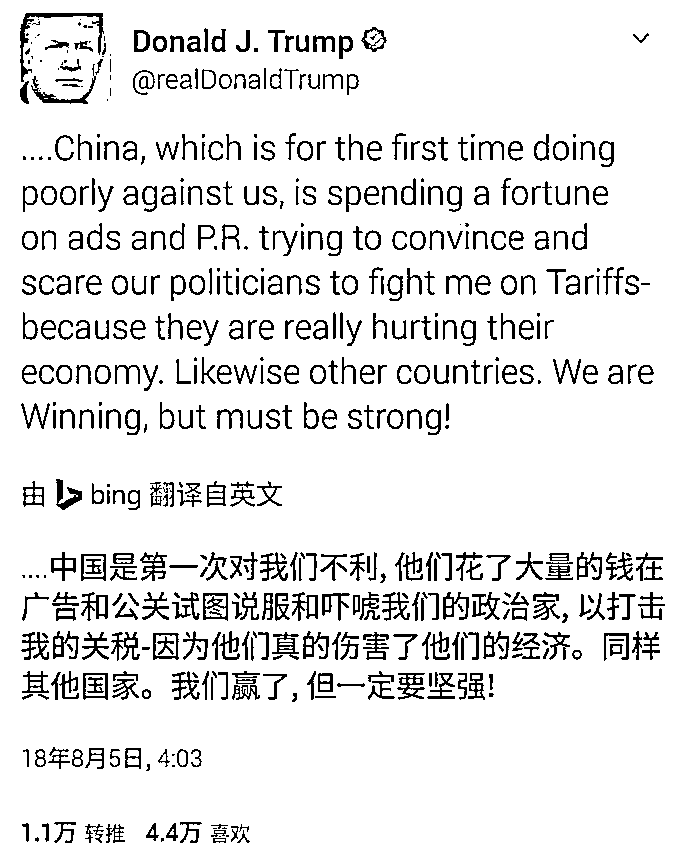 Donald J. Trump
@realDonaldTrump
....China, which is for the first time doing
poorly against us, is spending a fortune
on ads and P.R. trying to convince and
scare our politicians to fight me on Tariffs-
because they are really hurting their
economy. Likewise other countries. We are
Winning, but must be strong!
由 bing 翻译自英文
....中国是第一次对我们不利, 他们花了大量的钱在
广告和公关试图说服和吓唬我们的政治家, 以打击
我的关税-因为他们真的伤害了他们的经济。同样
其他国家。我们赢了, 但一定要坚强!
18年8月5日, 4:03
1.1万 转推 4.4万 喜欢